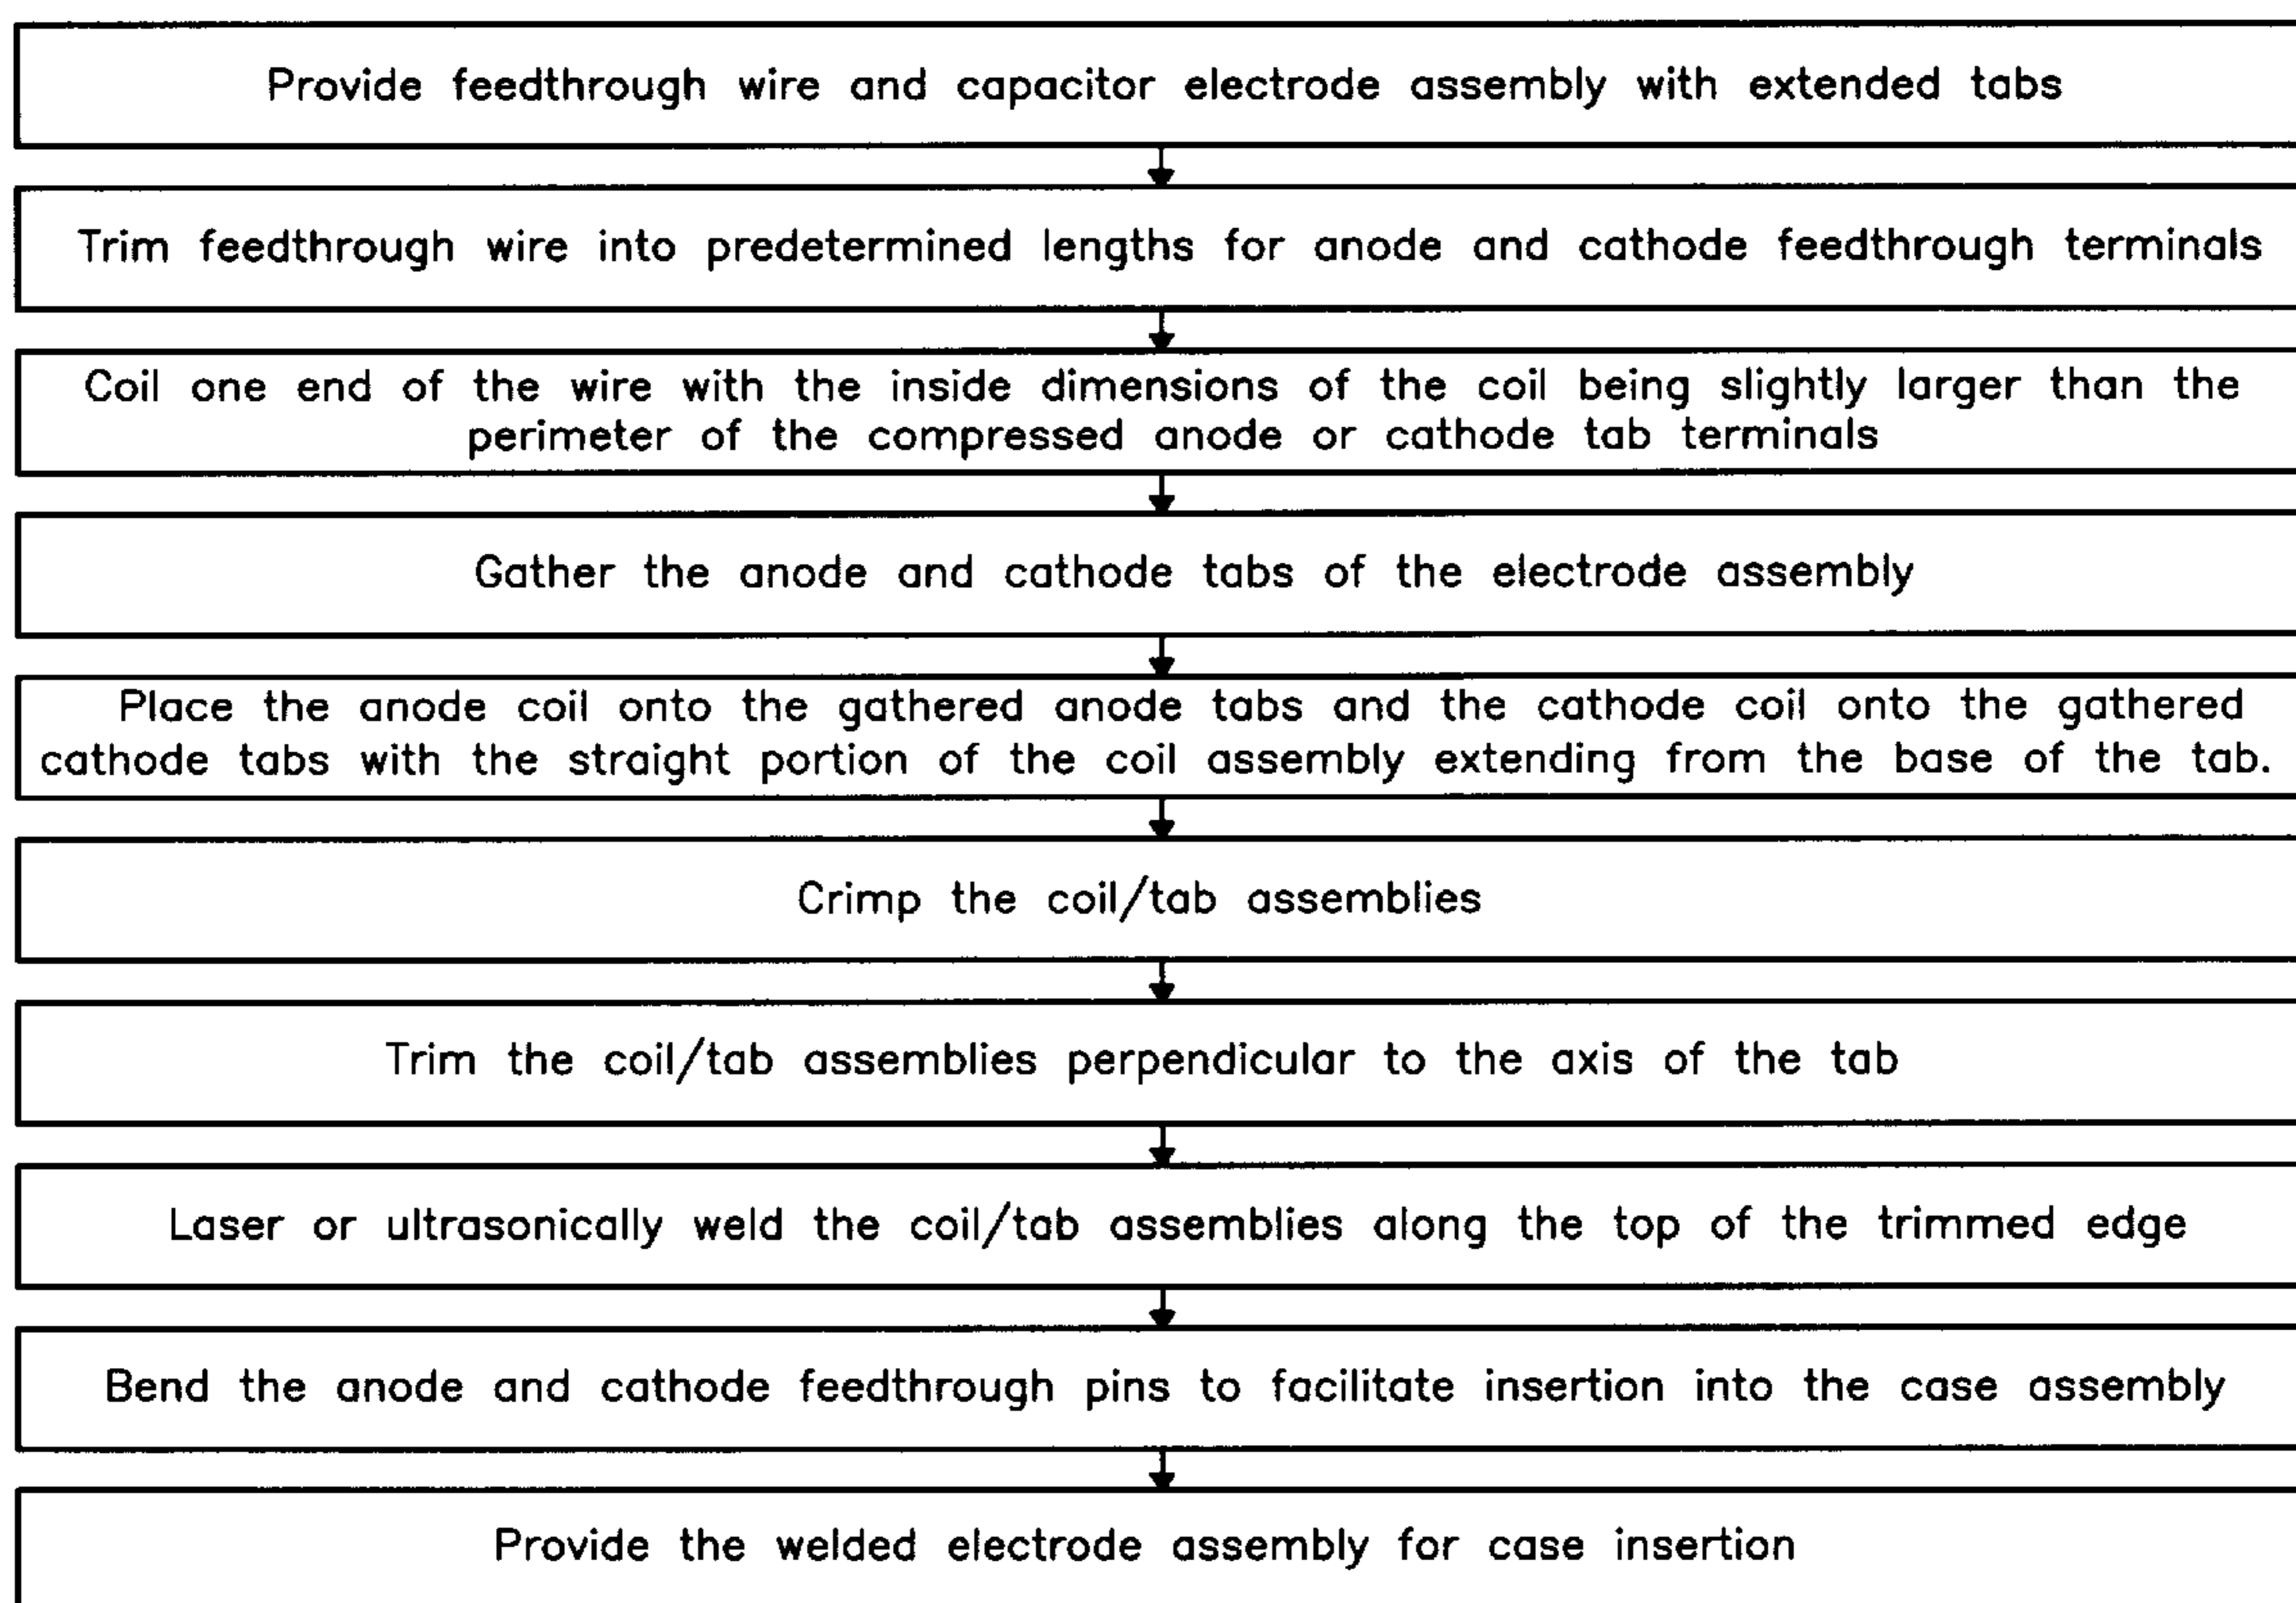 Provide feedthrough wire and capacitor electrode assembly with extended tabs
Trim feedthrough wire into predetermined lengths for anode and cathode feedthrough terminals
Coil one end of the wire with the inside dimensions of the coil being slightly larger than the
perimeter of the compressed anode or cathode tab terminals
Gather the anode and cathode tabs of the electrode assembly
Place the anode coil onto the gathered anode tabs and the cathode coil onto the gathered
cathode tabs with the straight portion of the coil assembly extending from the base of the tab.
Crimp the coil/tab assemblies
Trim the coil/tab assemblies perpendicular to the axis of the tab
Laser or ultrasonically weld the coil/tab assemblies along the top of the trimmed edge
Bend the anode and cathode feedthrough pins to facilitate insertion into the case assembly
Provide the welded electrode assembly for case insertion